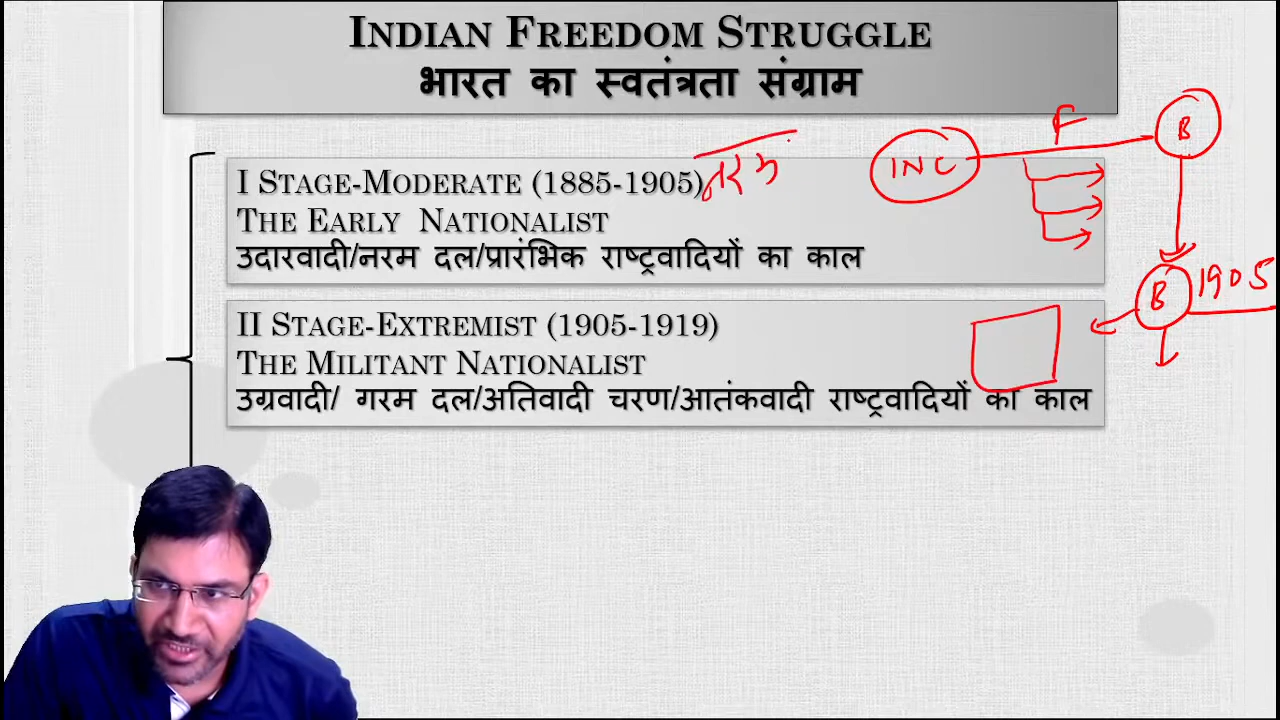 INDIAN FREEDOM STRUGGLE
भारत का स्वतंत्रता संग्राम
I STAGE-MODERATE (1885-1905)
नरम
THE EARLY NATIONALIST
उदारवादी/नरम दल/प्रारंभिक राष्ट्रवादियों का काल
INC
F
B
II STAGE-EXTREMIST (1905-1919)
THE MILITANT NATIONALIST
उग्रवादी/ गरम दल/अतिवादी चरण/आतंकवादी राष्ट्रवादियों का काल
B
1905